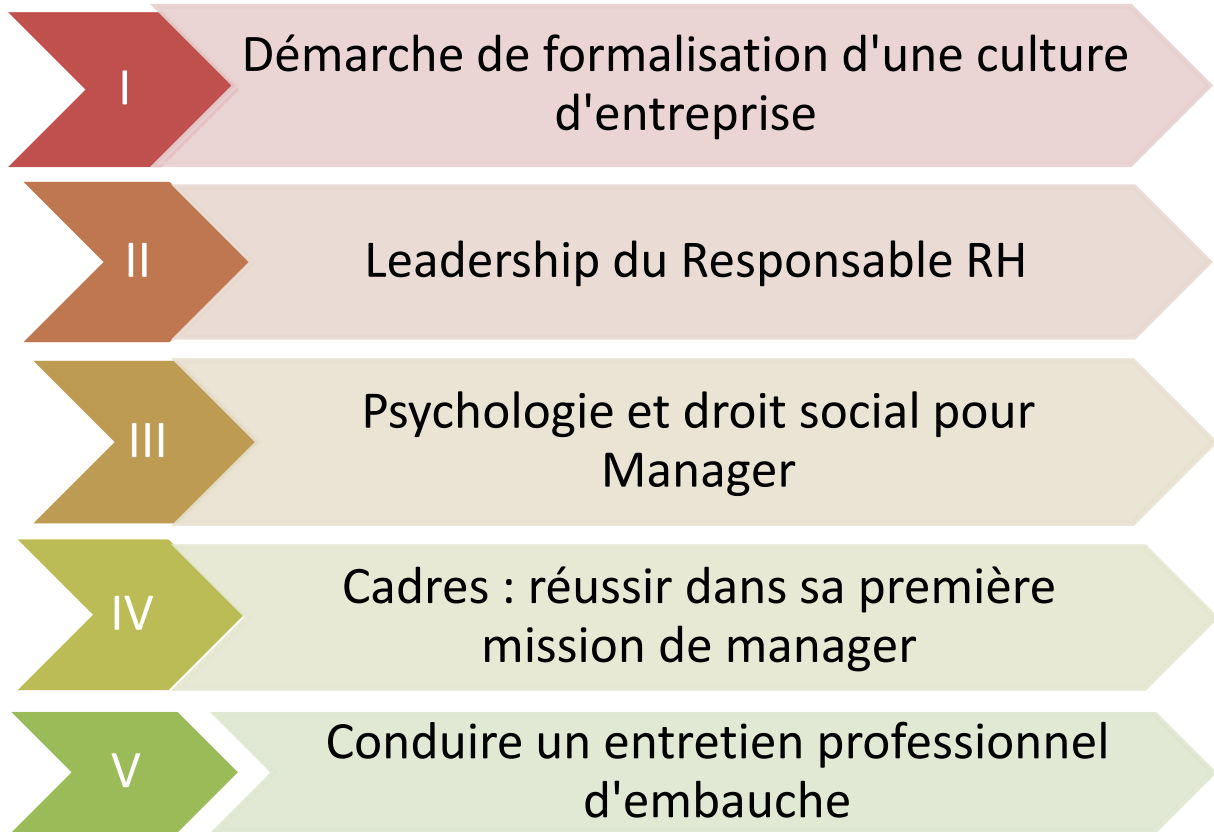 I
Démarche de formalisation d'une culture
d'entreprise
II
Leadership du Responsable RH
III
Psychologie et droit social pour
Manager
IV
Cadres : réussir dans sa première
mission de manager
V
Conduire un entretien professionnel
d'embauche